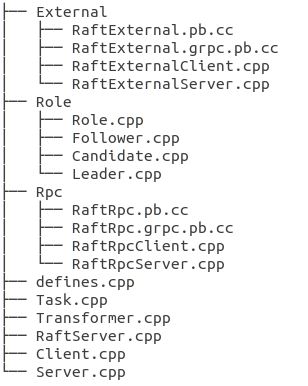 ├── External
│   ├── RaftExternal.pb.cc
│   ├── RaftExternal.grpc.pb.cc
│   ├── RaftExternalClient.cpp
│   └── RaftExternalServer.cpp
├── Role
│   ├── Role.cpp
│   ├── Follower.cpp
│   ├── Candidate.cpp
│   └── Leader.cpp
├── Rpc
│   ├── RaftRpc.pb.cc
│   ├── RaftRpc.grpc.pb.cc
│   ├── RaftRpcClient.cpp
│   └── RaftRpcServer.cpp
├── defines.cpp
├── Task.cpp
├── Transformer.cpp
├── RaftServer.cpp
├── Client.cpp
└── Server.cpp